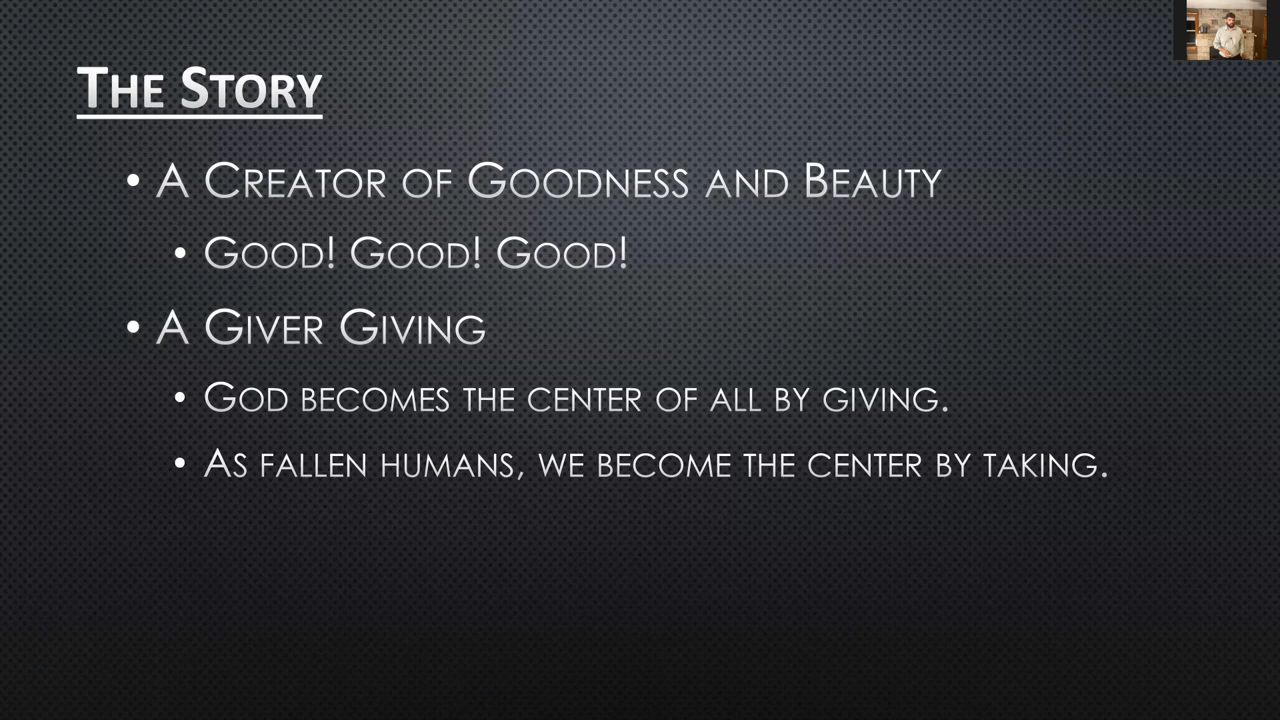 The Story
• A Creator of Goodness and Beauty
• Good! Good! Good!
• A Giver Giving
• God becomes the center of all by giving.
• As fallen humans, we become the center by taking.